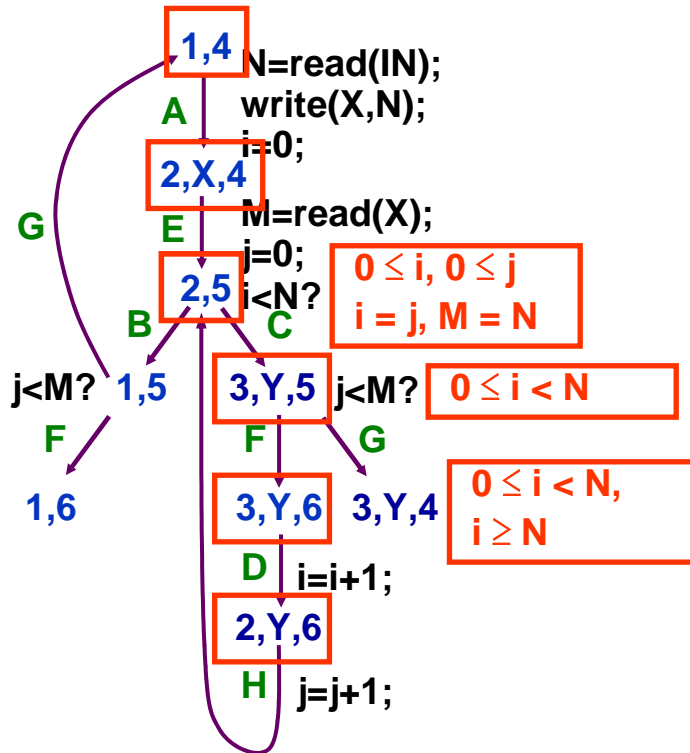 1,4
N=read(IN);
write(X,N);
i=0;
A
2,X,4
G
E
M=read(X);
j=0;
i<N?
2,5
0 ≤ i, 0 ≤ j
i = j, M = N
B
C
j<M?
1,5
3,Y,5
j<M?
0 ≤ i < N
F
F
G
1,6
3,Y,6
3,Y,4
0 ≤ i < N,
i ≥ N
D
i=i+1;
2,Y,6
H
j=j+1;